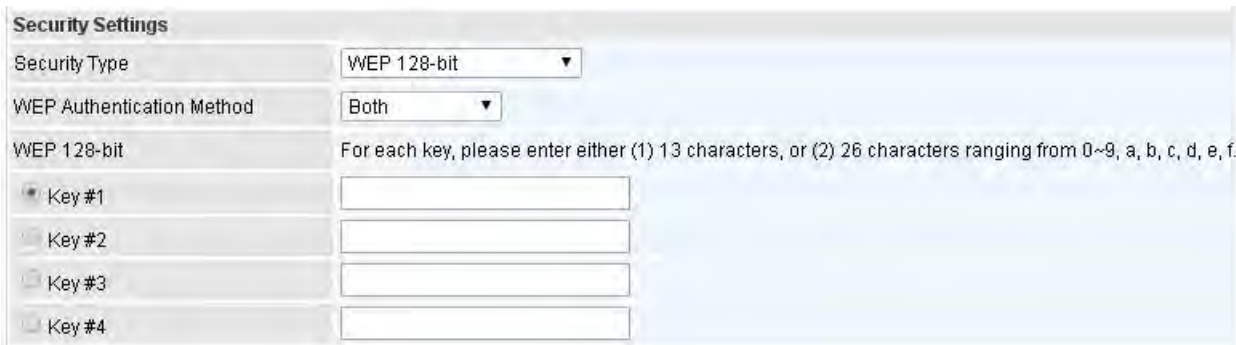 Security Settings
Security Type WEP 128-bit
WEP Authentication Method Both
WEP 128-bit For each key, please enter either (1) 13 characters, or (2) 26 characters ranging from 0~9, a, b, c, d, e, f.
Key #1
Key #2
Key #3
Key #4